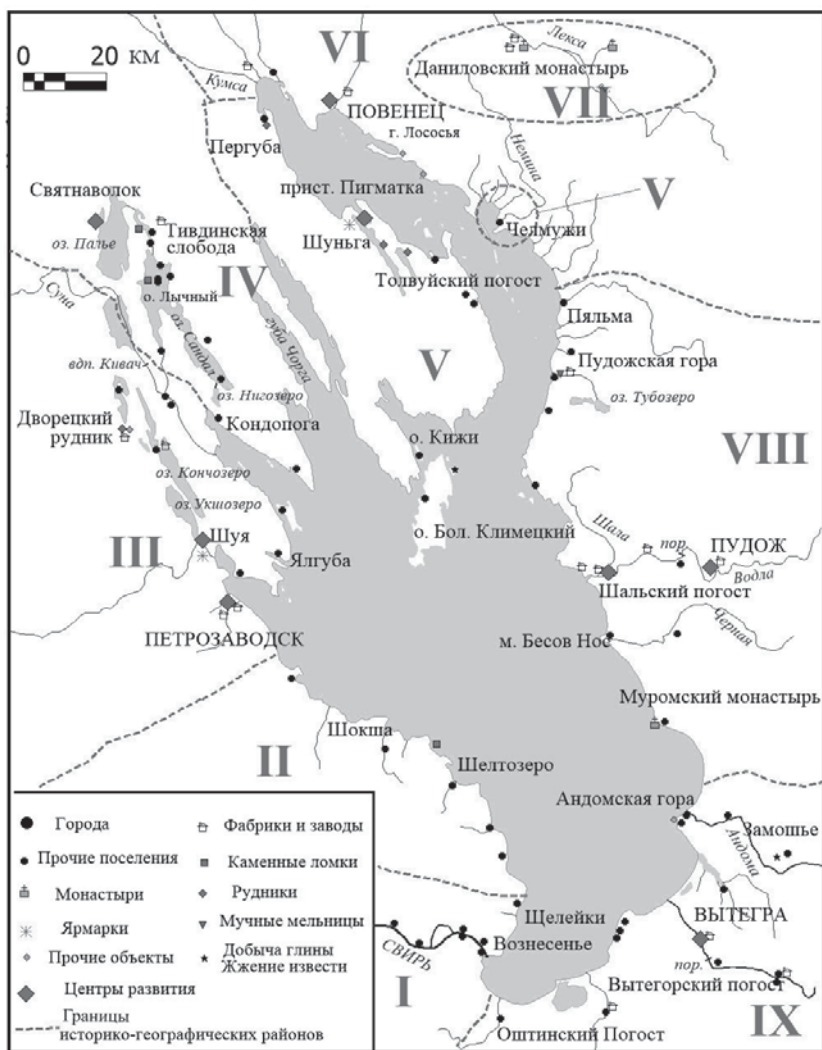 0 20 КМ
VI
Кумса
Лекса
Даниловский монастырь
VII
ПОВЕНЕЦ
г. Лососья
Пергуба
Немина
прист. Пигматка
V
Святнаволок
Тивдинская
слобода
оз. Палье
Шуньга
Челмужи
Толвуйский погост
IV
о. Лычный
Суна
Пяльма
оз. Сандал
губа Чорга
вдп. Кивач
V
Пудожская гора
оз. Нигозеро
оз. Тубозеро
Дворецкий
рудник
Кондопога
о. Кижи
VIII
оз. Кончозеро
оз. Укшозеро
о. Бол. Климецкий
Шала
III
Шуя
Ялгуба
пор.
ПУДОЖ
Водла
Шальский погост
ПЕТРОЗАВОДСК
Черная
м. Бесов Нос
Муромский монастырь
II
Шокша
Шелтозеро
Андомская гора
Замошье
Андома
ВЫТЕГРА
Щелейки
Вознесенье
СВИРЬ
пор.
Вытегорский погост
I
IX
Оштинский Погост
Города
Фабрики и заводы
Прочие поселения
Каменные ломки
Монастыри
Рудники
Ярмарки
Мучные мельницы
Прочие объекты
Добыча глины
Жжение извести
Центры развития
Границы
историко-географических районов